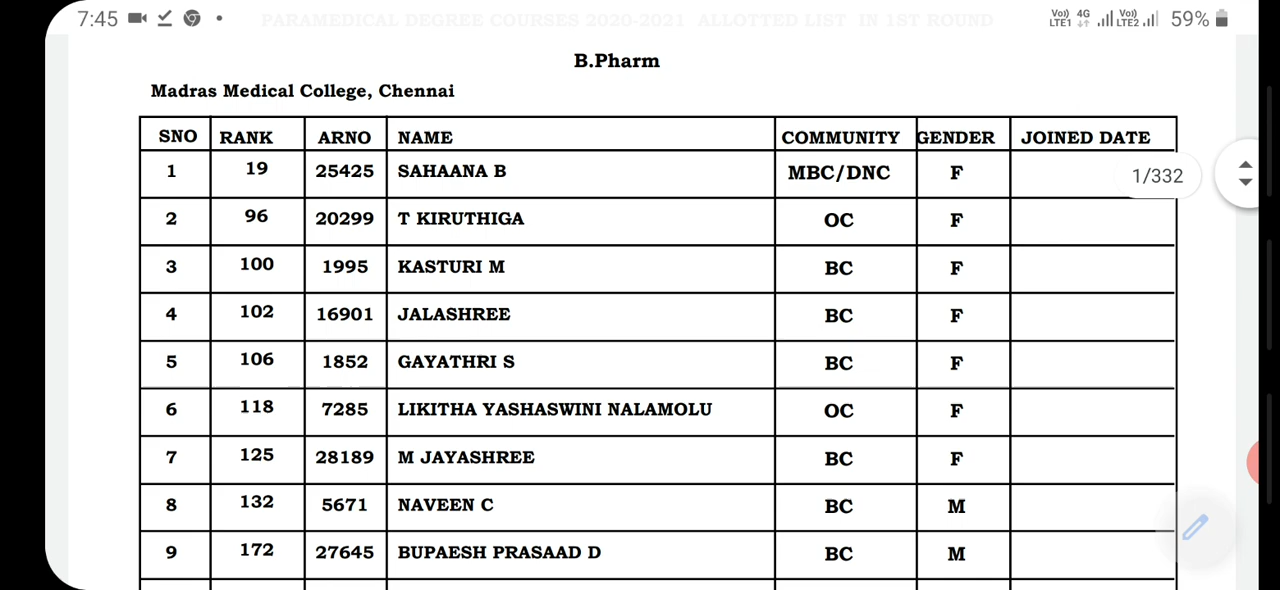 7:45 VoLTE1 4G VoLTE2 59%
PARAMEDICAL DEGREE COURSES 2020-2021 ALLOTTED LIST IN 1ST ROUND
B.Pharm
Madras Medical College, Chennai
SNO RANK ARNO NAME COMMUNITY GENDER JOINED DATE
1 19 25425 SAHAANA B MBC/DNC F
1/332
2 96 20299 T KIRUTHIGA OC F
3 100 1995 KASTURI M BC F
4 102 16901 JALASHREE BC F
5 106 1852 GAYATHRI S BC F
6 118 7285 LIKITHA YASHASWINI NALAMOLU OC F
7 125 28189 M JAYASHREE BC F
8 132 5671 NAVEEN C BC M
9 172 27645 BUPAESH PRASAAD D BC M